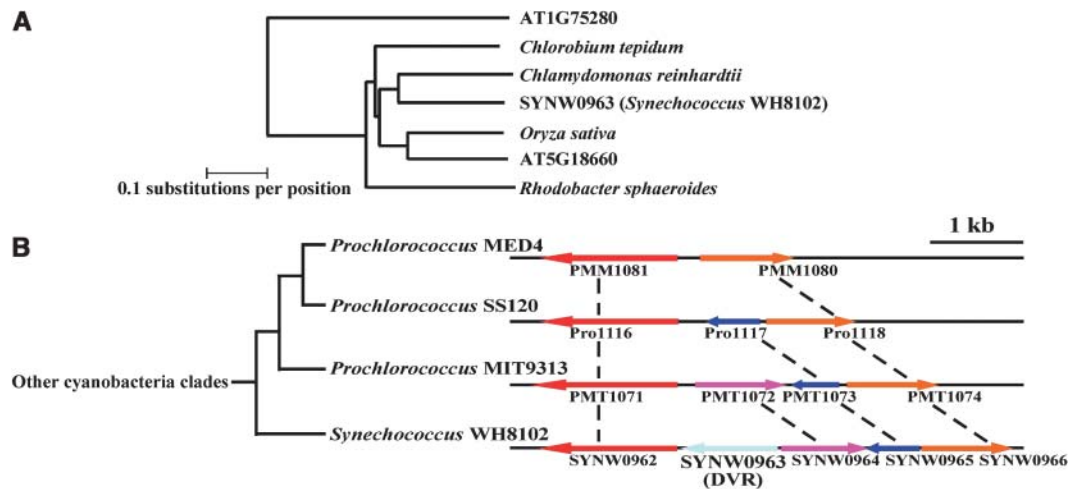 A
AT1G75280
Chlorobium tepidum
Chlamydomonas reinhardtii
SYNW0963 (Synechococcus WH8102)
Oryza sativa
AT5G18660
Rhodobacter sphaeroides
0.1 substitutions per position
B
1 kb
Prochlorococcus MED4
PMM1081 PMM1080
Prochlorococcus SS120
Pro1116 Pro1117 Pro1118
Prochlorococcus MIT9313
Other cyanobacteria clades
PMT1071 PMT1072 PMT1073 PMT1074
Synechococcus WH8102
SYNW0962 SYNW0963 SYNW0964 SYNW0965 SYNW0966
(DVR)